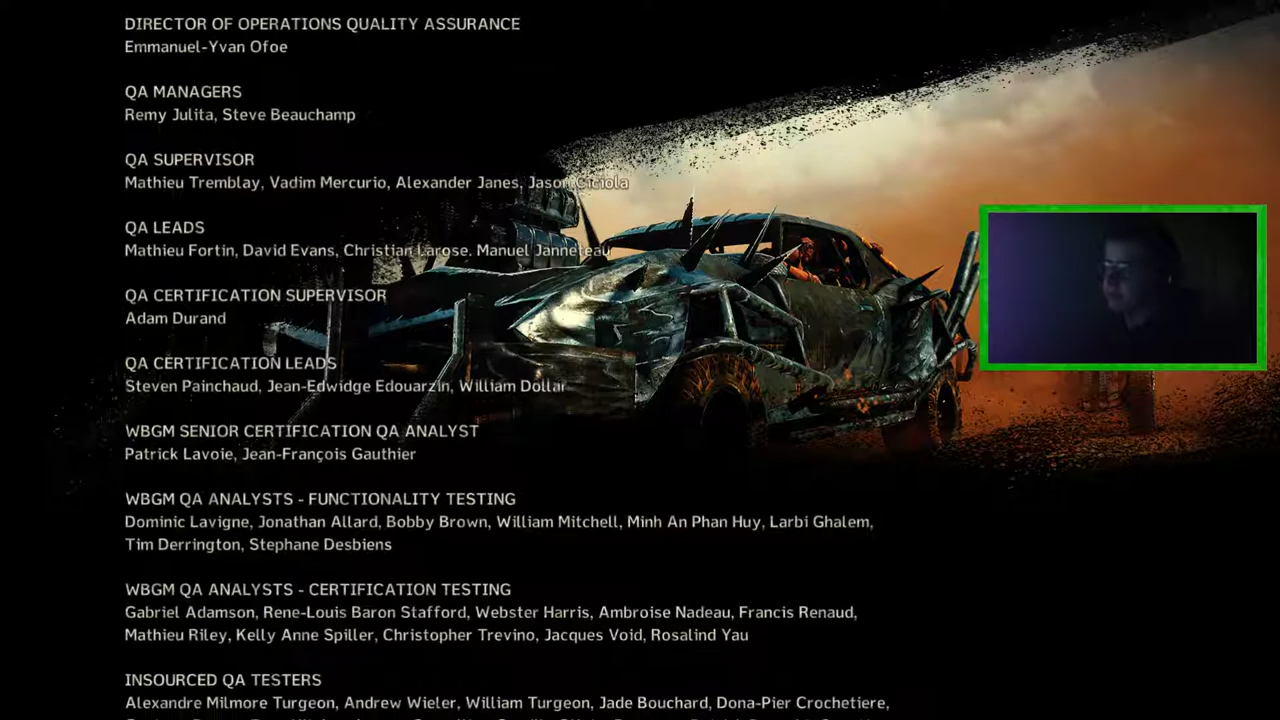 DIRECTOR OF OPERATIONS QUALITY ASSURANCE
Emmanuel-Yvan Ofoe
QA MANAGERS
Remy Julita, Steve Beauchamp
QA SUPERVISOR
Mathieu Tremblay, Vadim Mercurio, Alexander Janes, Jason Ciciola
QA LEADS
Mathieu Fortin, David Evans, Christian Larose. Manuel Janneteau
QA CERTIFICATION SUPERVISOR
Adam Durand
QA CERTIFICATION LEADS
Steven Painchaud, Jean-Edwidge Edouarzin, William Dollar
WBGM SENIOR CERTIFICATION QA ANALYST
Patrick Lavoie, Jean-François Gauthier
WBGM QA ANALYSTS - FUNCTIONALITY TESTING
Dominic Lavigne, Jonathan Allard, Bobby Brown, William Mitchell, Minh An Phan Huy, Larbi Ghalem,
Tim Derrington, Stephane Desbiens
WBGM QA ANALYSTS - CERTIFICATION TESTING
Gabriel Adamson, Rene-Louis Baron Stafford, Webster Harris, Ambroise Nadeau, Francis Renaud,
Mathieu Riley, Kelly Anne Spiller, Christopher Trevino, Jacques Void, Rosalind Yau
INSOURCED QA TESTERS
Alexandre Milmore Turgeon, Andrew Wieler, William Turgeon, Jade Bouchard, Dona-Pier Crochetiere,